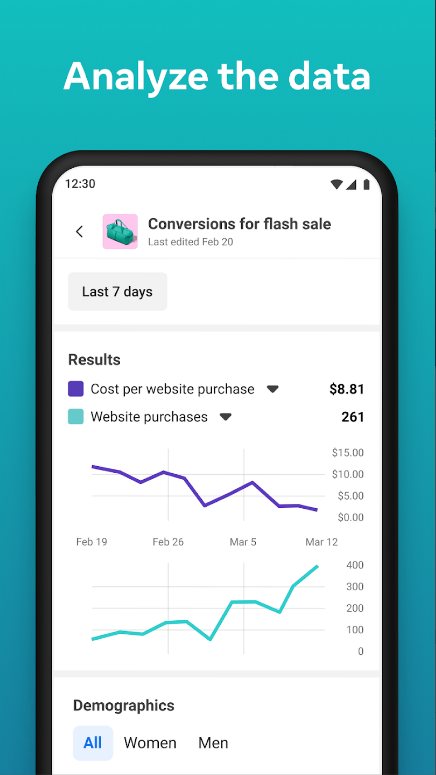 Analyze the data
12:30
Conversions for flash sale
Last edited Feb 20
Last 7 days
Results
Cost per website purchase $8.81
Website purchases 261
$15.00
$10.00
$5.00
$0.00
Feb 19 Feb 26 Mar 5 Mar 12
400
300
200
100
0
Demographics
All Women Men